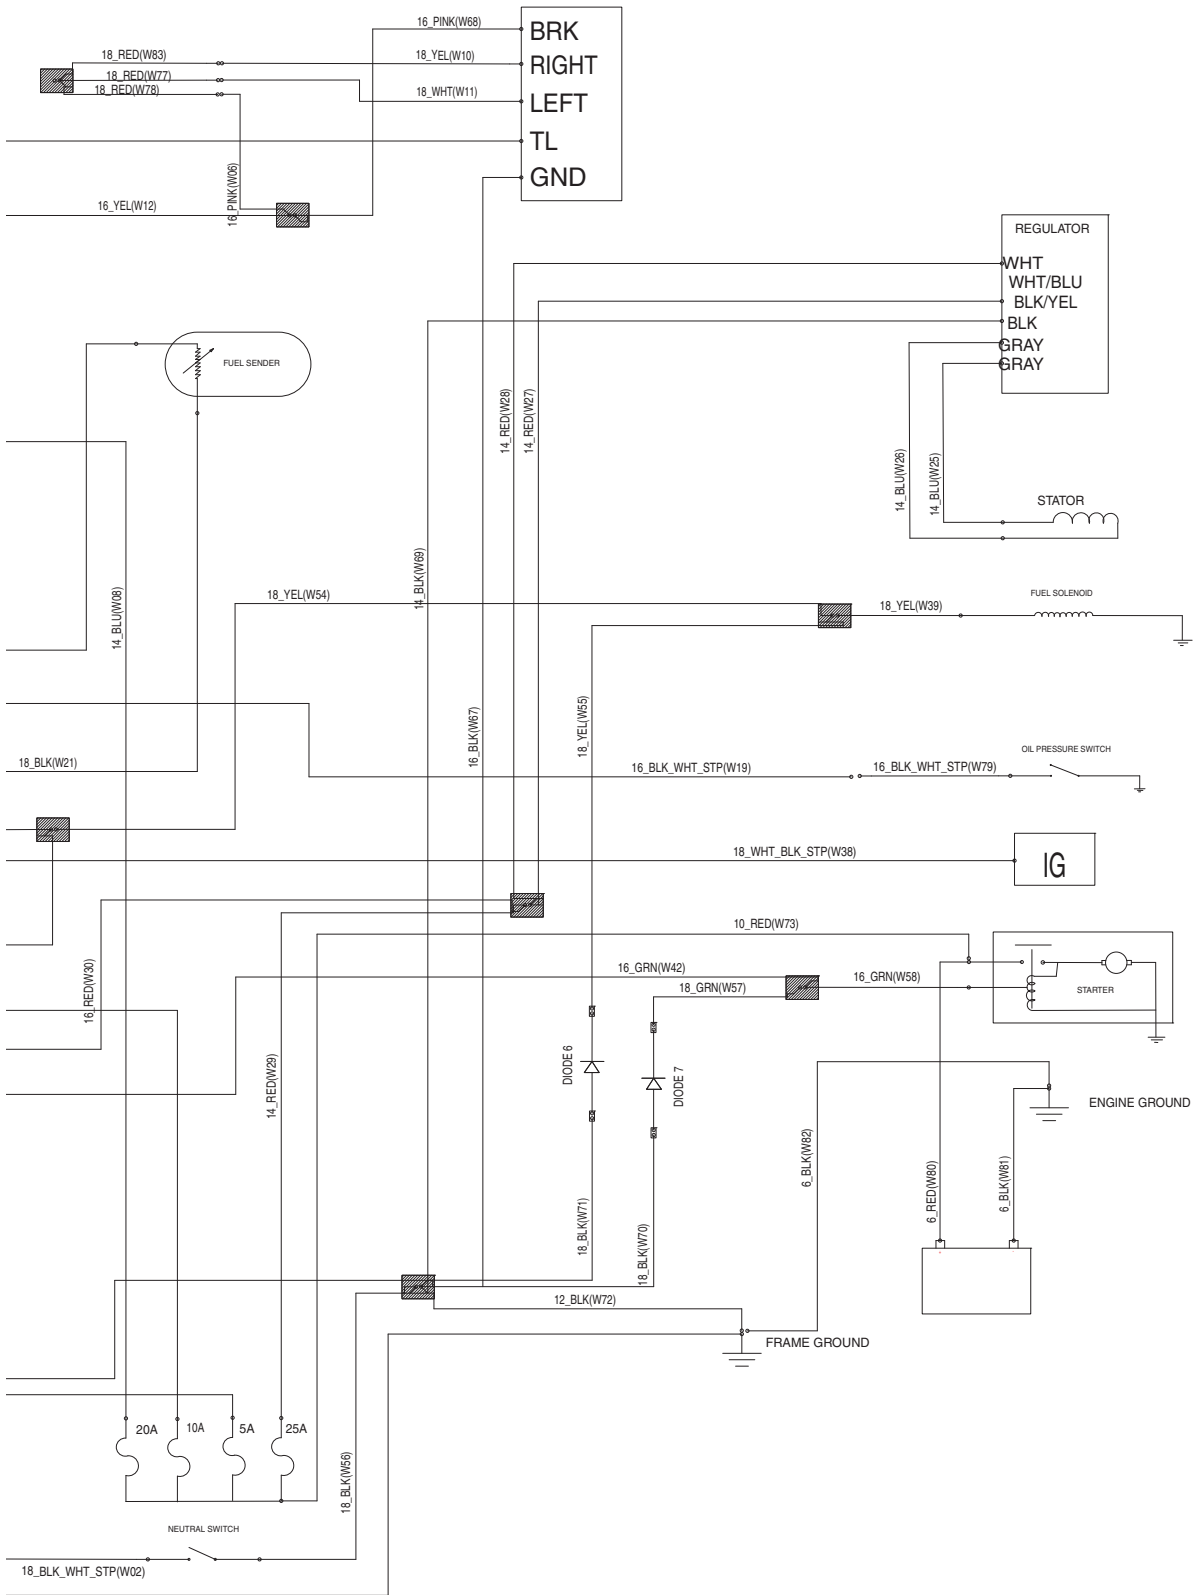 16_PINK(W68)
BRK
18_RED(W83)
18_YEL(W10)
RIGHT
18_RED(W77)
18_RED(W78)
18_WHT(W11)
LEFT
TL
GND
16_PINK(W06)
16_YEL(W12)
REGULATOR
WHT
WHT/BLU
BLK/YEL
BLK
GRAY
GRAY
FUEL SENDER
14_RED(W28)
14_RED(W27)
14_BLU(W26)
14_BLU(W25)
STATOR
14_BLK(W69)
14_BLU(W08)
18_YEL(W54)
FUEL SOLENOID
18_YEL(W39)
16_BLK(W67)
18_YEL(W55)
OIL PRESSURE SWITCH
18_BLK(W21)
16_BLK_WHT_STP(W19)
16_BLK_WHT_STP(W79)
18_WHT_BLK_STP(W38)
IG
10_RED(W73)
16_RED(W30)
16_GRN(W42)
16_GRN(W58)
18_GRN(W57)
STARTER
14_RED(W29)
DIODE 6
DIODE 7
ENGINE GROUND
6_BLK(W82)
6_RED(W80)
6_BLK(W81)
18_BLK(W71)
18_BLK(W70)
12_BLK(W72)
FRAME GROUND
20A
10A
5A
25A
18_BLK(W56)
NEUTRAL SWITCH
18_BLK_WHT_STP(W02)